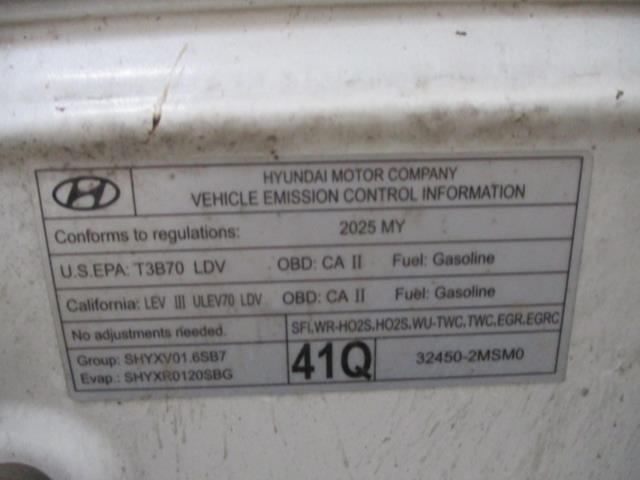 HYUNDAI MOTOR COMPANY
VEHICLE EMISSION CONTROL INFORMATION
Conforms to regulations: 2025 MY
U.S.EPA: T3B70 LDV OBD: CA II Fuel: Gasoline
California: LEV III ULEV70 LDV OBD: CA II Fuel: Gasoline
No adjustments needed. SFI,WR-HO2S,HO2S,WU-TWC,TWC,EGR,EGRC
Group: SHYXV01.6SB7
Evap.: SHYXR0120SBG
41Q 32450-2MSM0